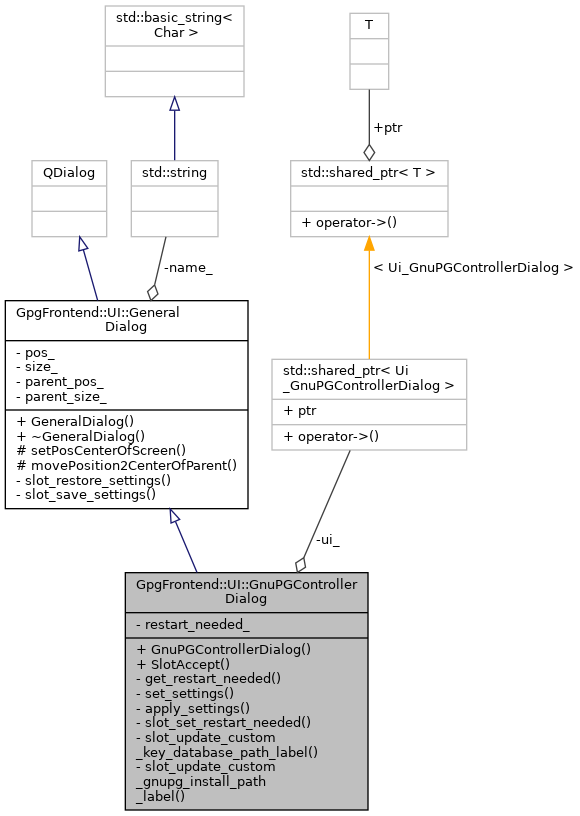 std::basic_string<
Char >
T
+ptr
QDialog
std::string
std::shared_ptr< T >
+ operator->()
-name_
< Ui_GnuPGControllerDialog >
GpgFrontend::UI::General
Dialog
- pos_
- size_
- parent_pos_
- parent_size_
+ GeneralDialog()
+ ~GeneralDialog()
# setPosCenterOfScreen()
# movePosition2CenterOfParent()
- slot_restore_settings()
- slot_save_settings()
std::shared_ptr< Ui
_GnuPGControllerDialog >
+ ptr
+ operator->()
-ui_
GpgFrontend::UI::GnuPGController
Dialog
- restart_needed_
+ GnuPGControllerDialog()
+ SlotAccept()
- get_restart_needed()
- set_settings()
- apply_settings()
- slot_set_restart_needed()
- slot_update_custom
_key_database_path_label()
- slot_update_custom
_gnupg_install_path
_label()